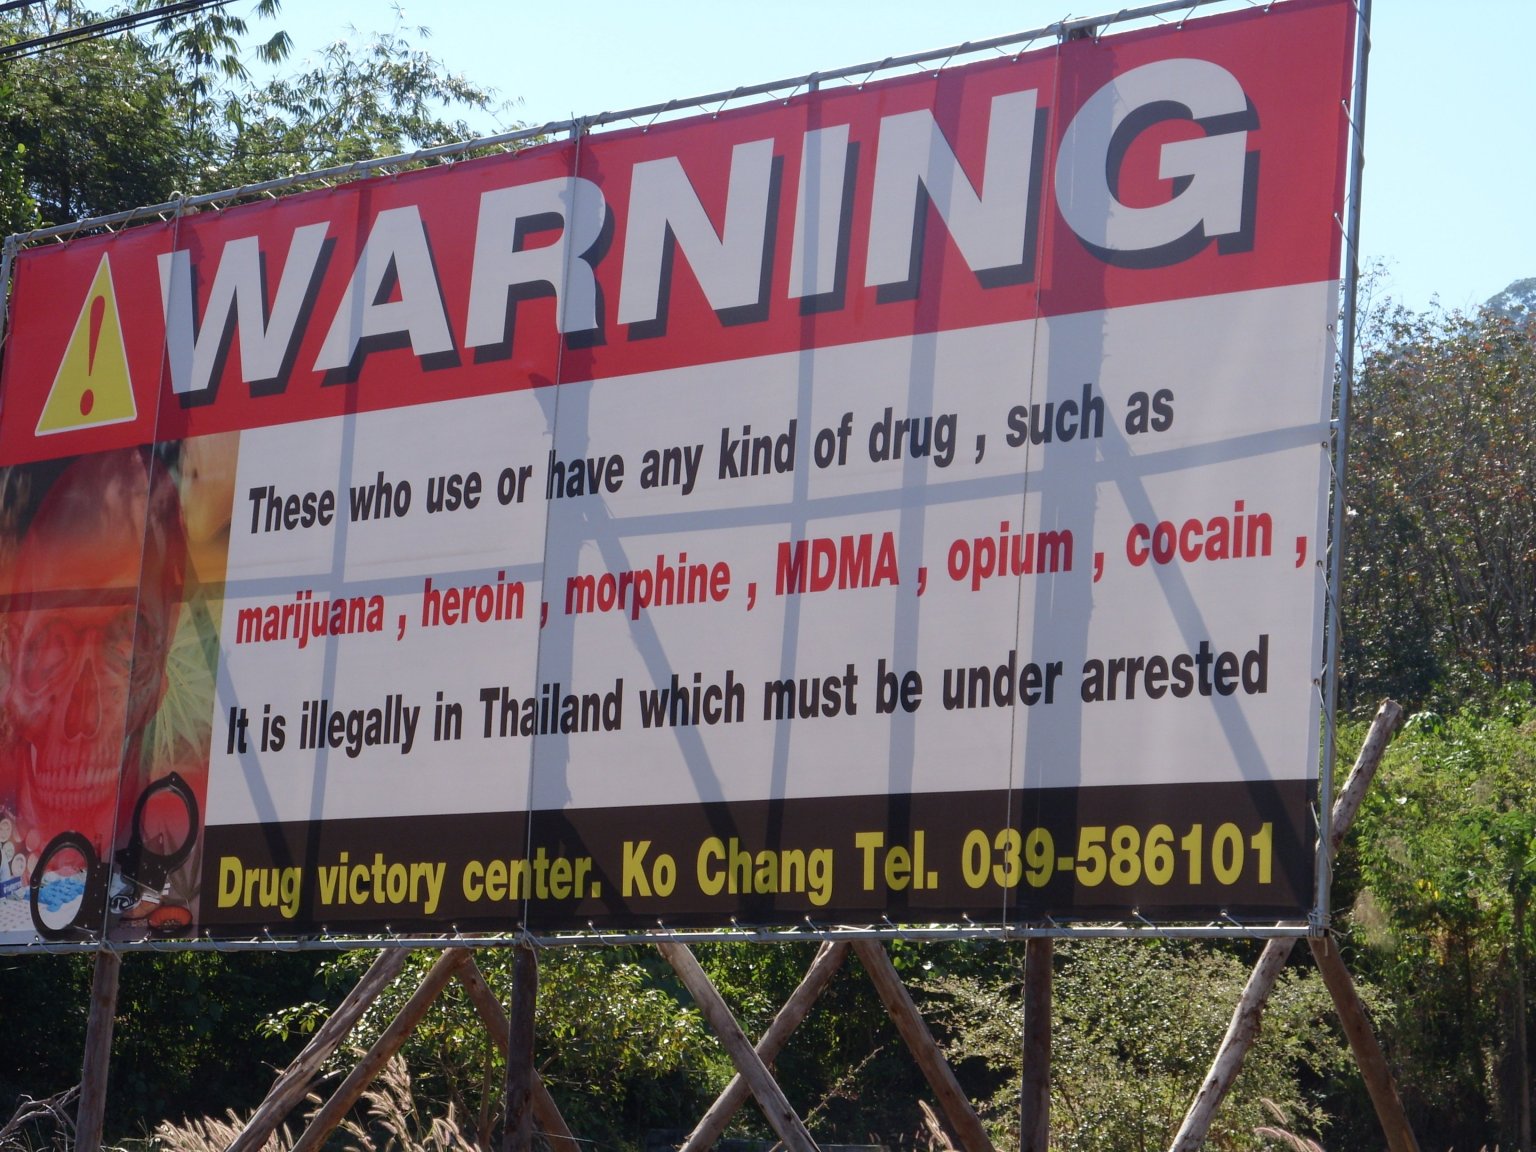 WARNING
These who use or have any kind of drug , such as
marijuana , heroin , morphine , MDMA , opium , cocain ,
It is illegally in Thailand which must be under arrested
Drug victory center. Ko Chang Tel. 039-586101